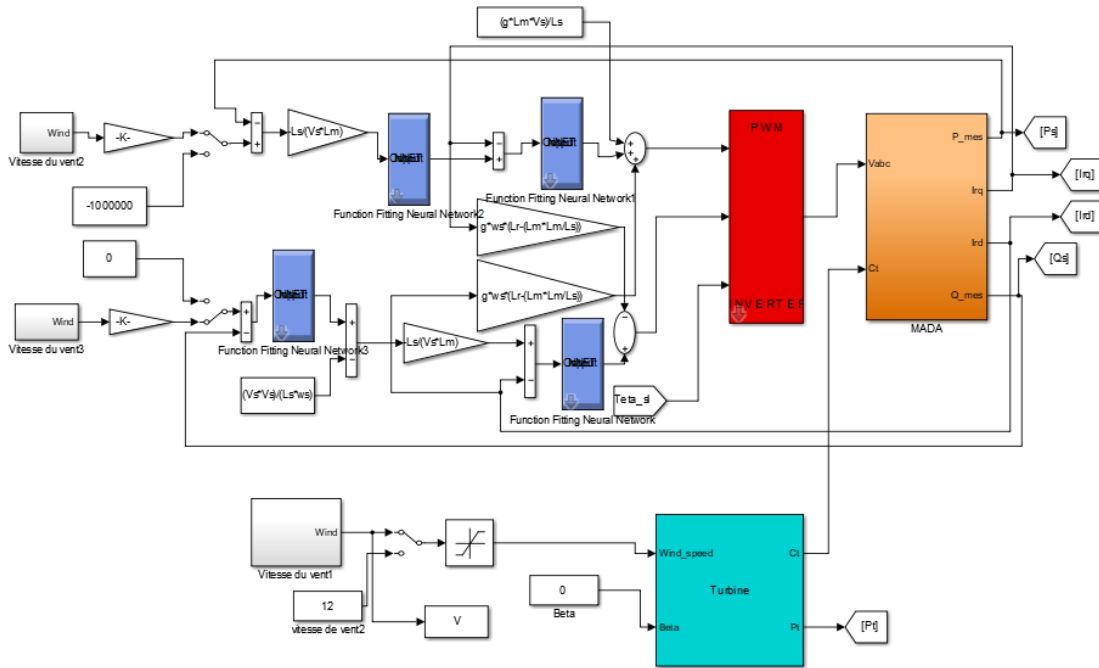 (g*Lm*Vs)/Ls
Wind
Vitesse du vent2
-K-
-1000000
Ls/(Vs*Lm)
Function Fitting Neural Network2
Function Fitting Neural Network1
PWM
INVERTER
Vabc
Ct
P_mes
Irq
Ird
Q_mes
MADA
[Ps]
[Irq]
[Ird]
[Qs]
g*ws*(Lr-(Lm*Lm/Ls))
g*ws*(Lr-(Lm*Lm/Ls))
0
Wind
Vitesse du vent3
-K-
Function Fitting Neural Network3
(Vs*Vs)/(Ls*ws)
Ls/(Vs*Lm)
Function Fitting Neural Network
Teta_sl
Wind
Vitesse du vent1
12
vitesse de vent2
V
0
Beta
Wind_speed
Beta
Turbine
Ct
Pt
[Pt]